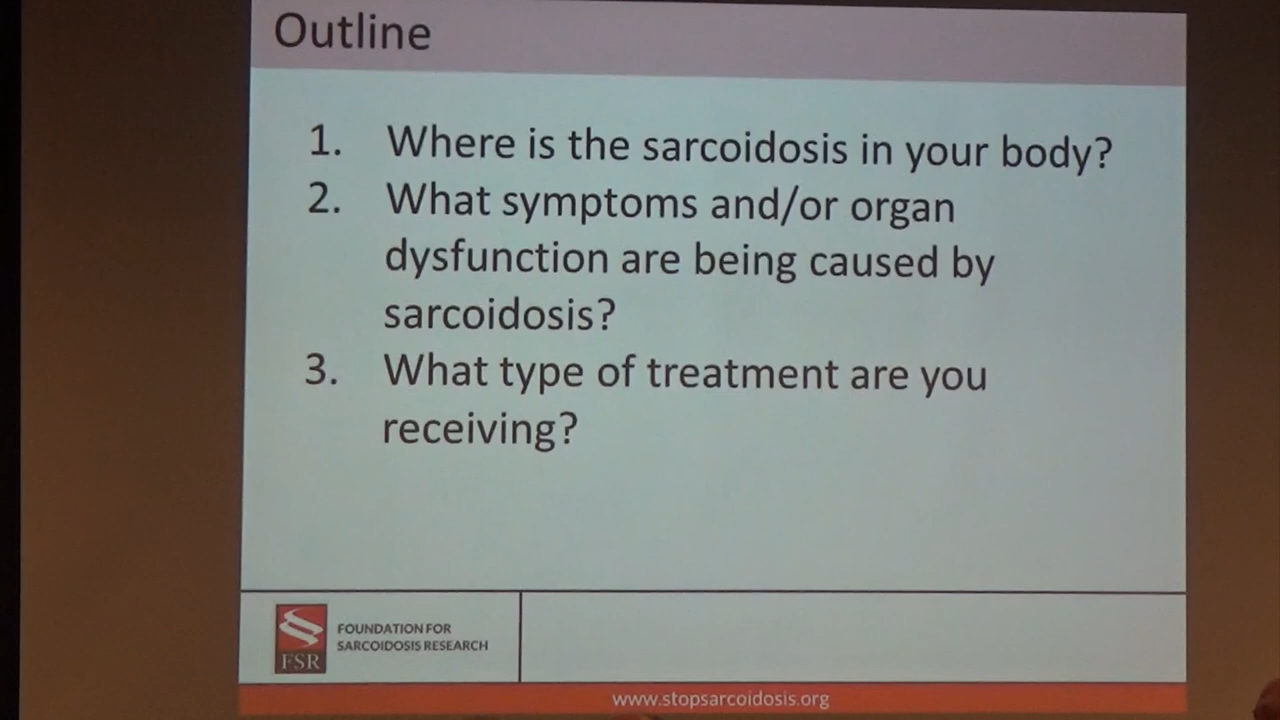 Outline
1. Where is the sarcoidosis in your body?
2. What symptoms and/or organ
dysfunction are being caused by
sarcoidosis?
3. What type of treatment are you
receiving?
FSR
FOUNDATION FOR
SARCOIDOSIS RESEARCH
www.stopsarcoidosis.org